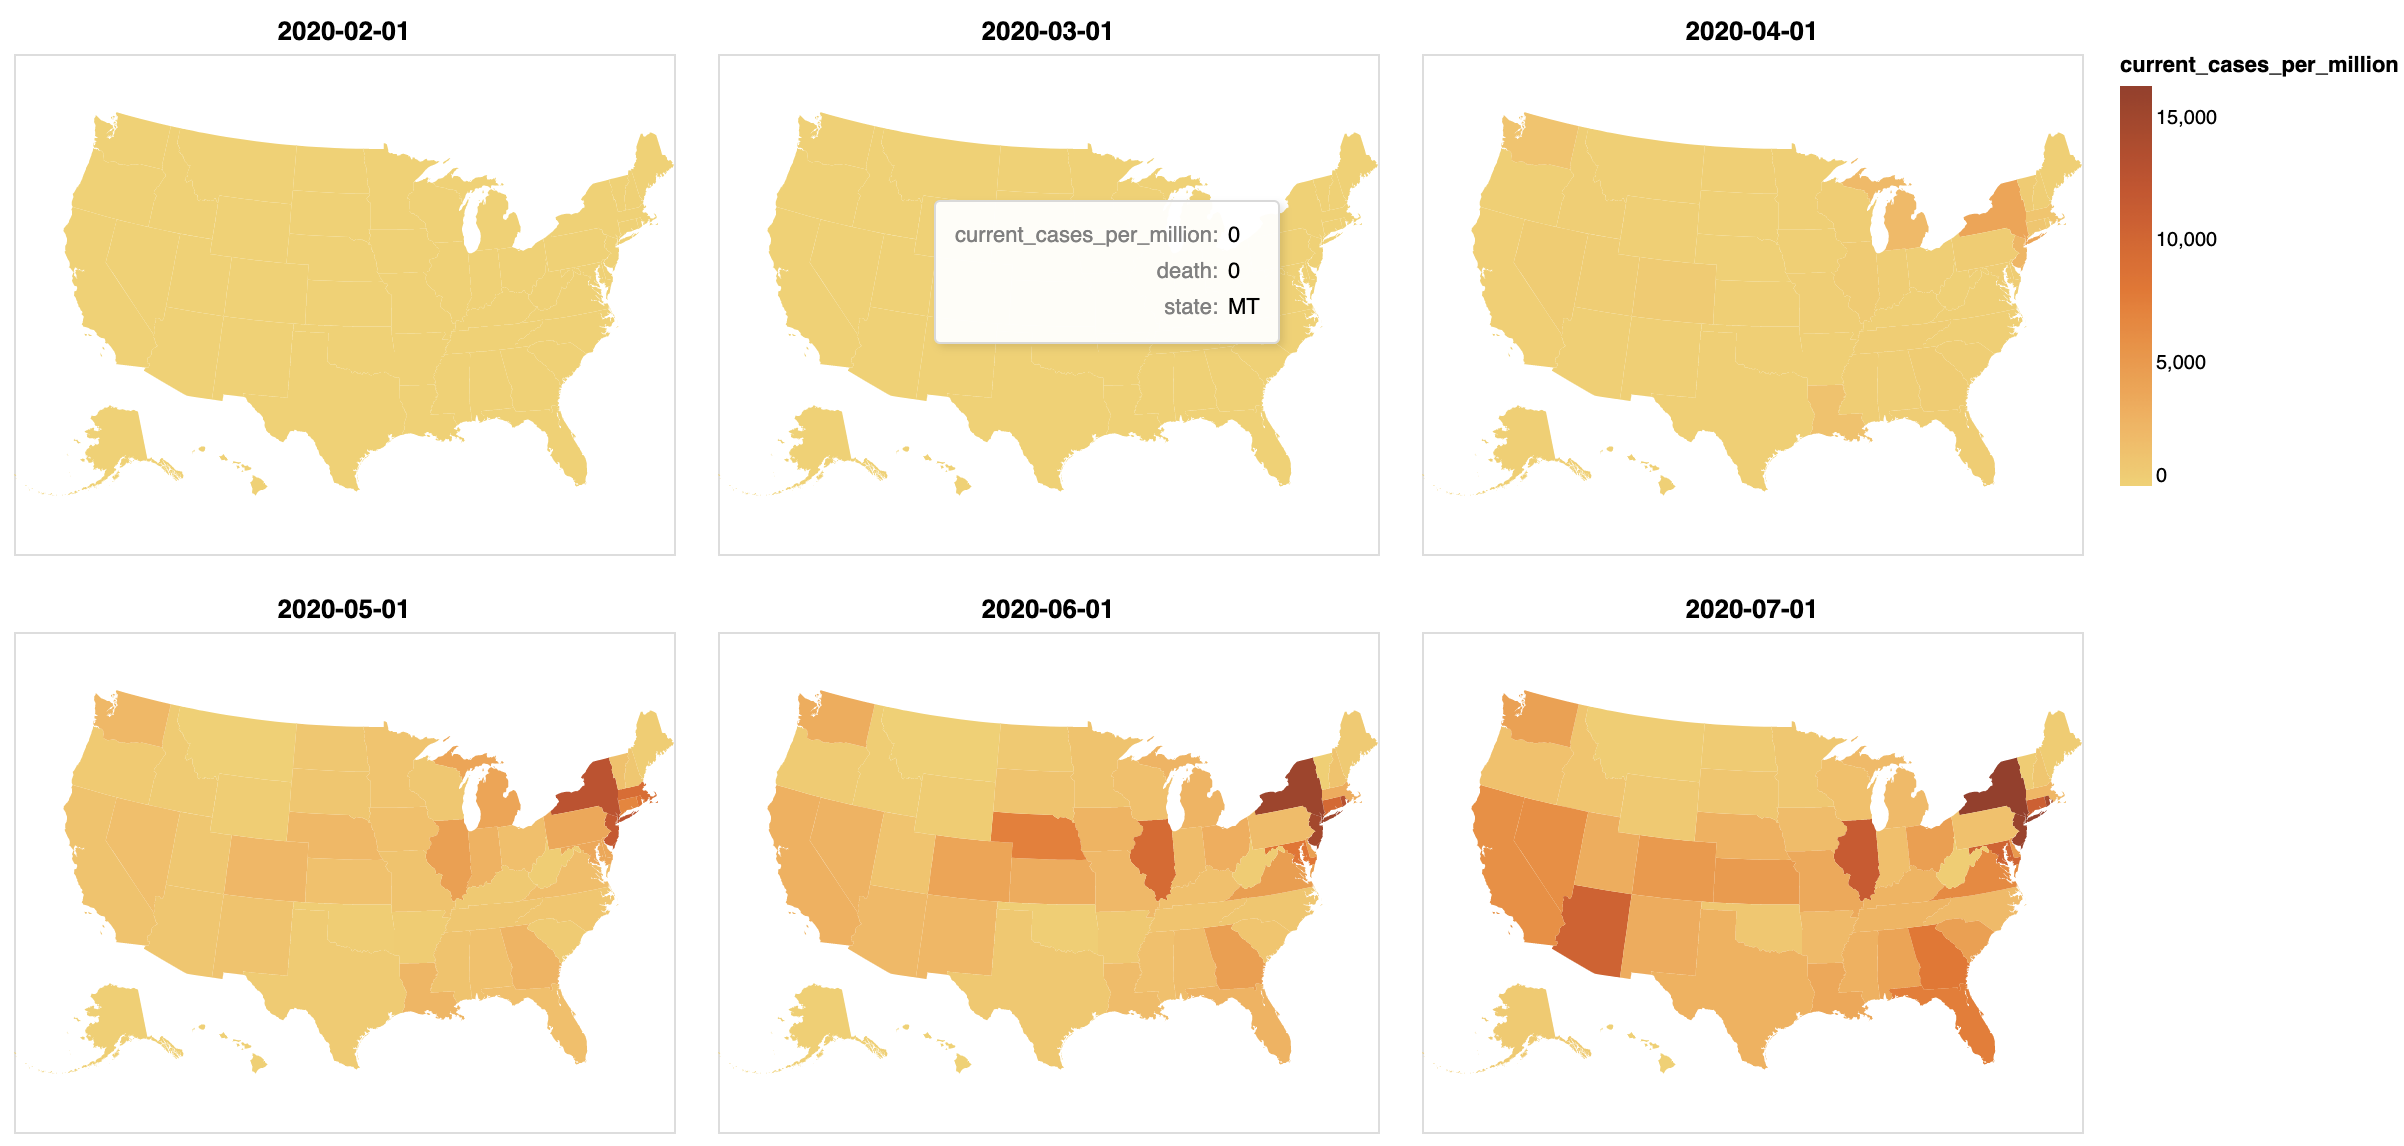 2020-02-01
2020-03-01
2020-04-01
current_cases_per_million
15,000
10,000
5,000
0
current_cases_per_million: 0
death: 0
state: MT
2020-05-01
2020-06-01
2020-07-01